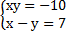 xy = −10
x − y = 7